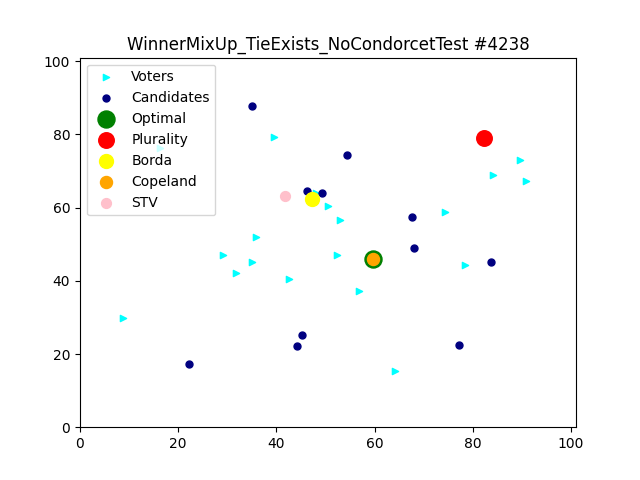 WinnerMixUp_TieExists_NoCondorcetTest #4238
100
80
60
40
20
0
Voters
Candidates
Optimal
Plurality
Borda
Copeland
STV
0 20 40 60 80 100